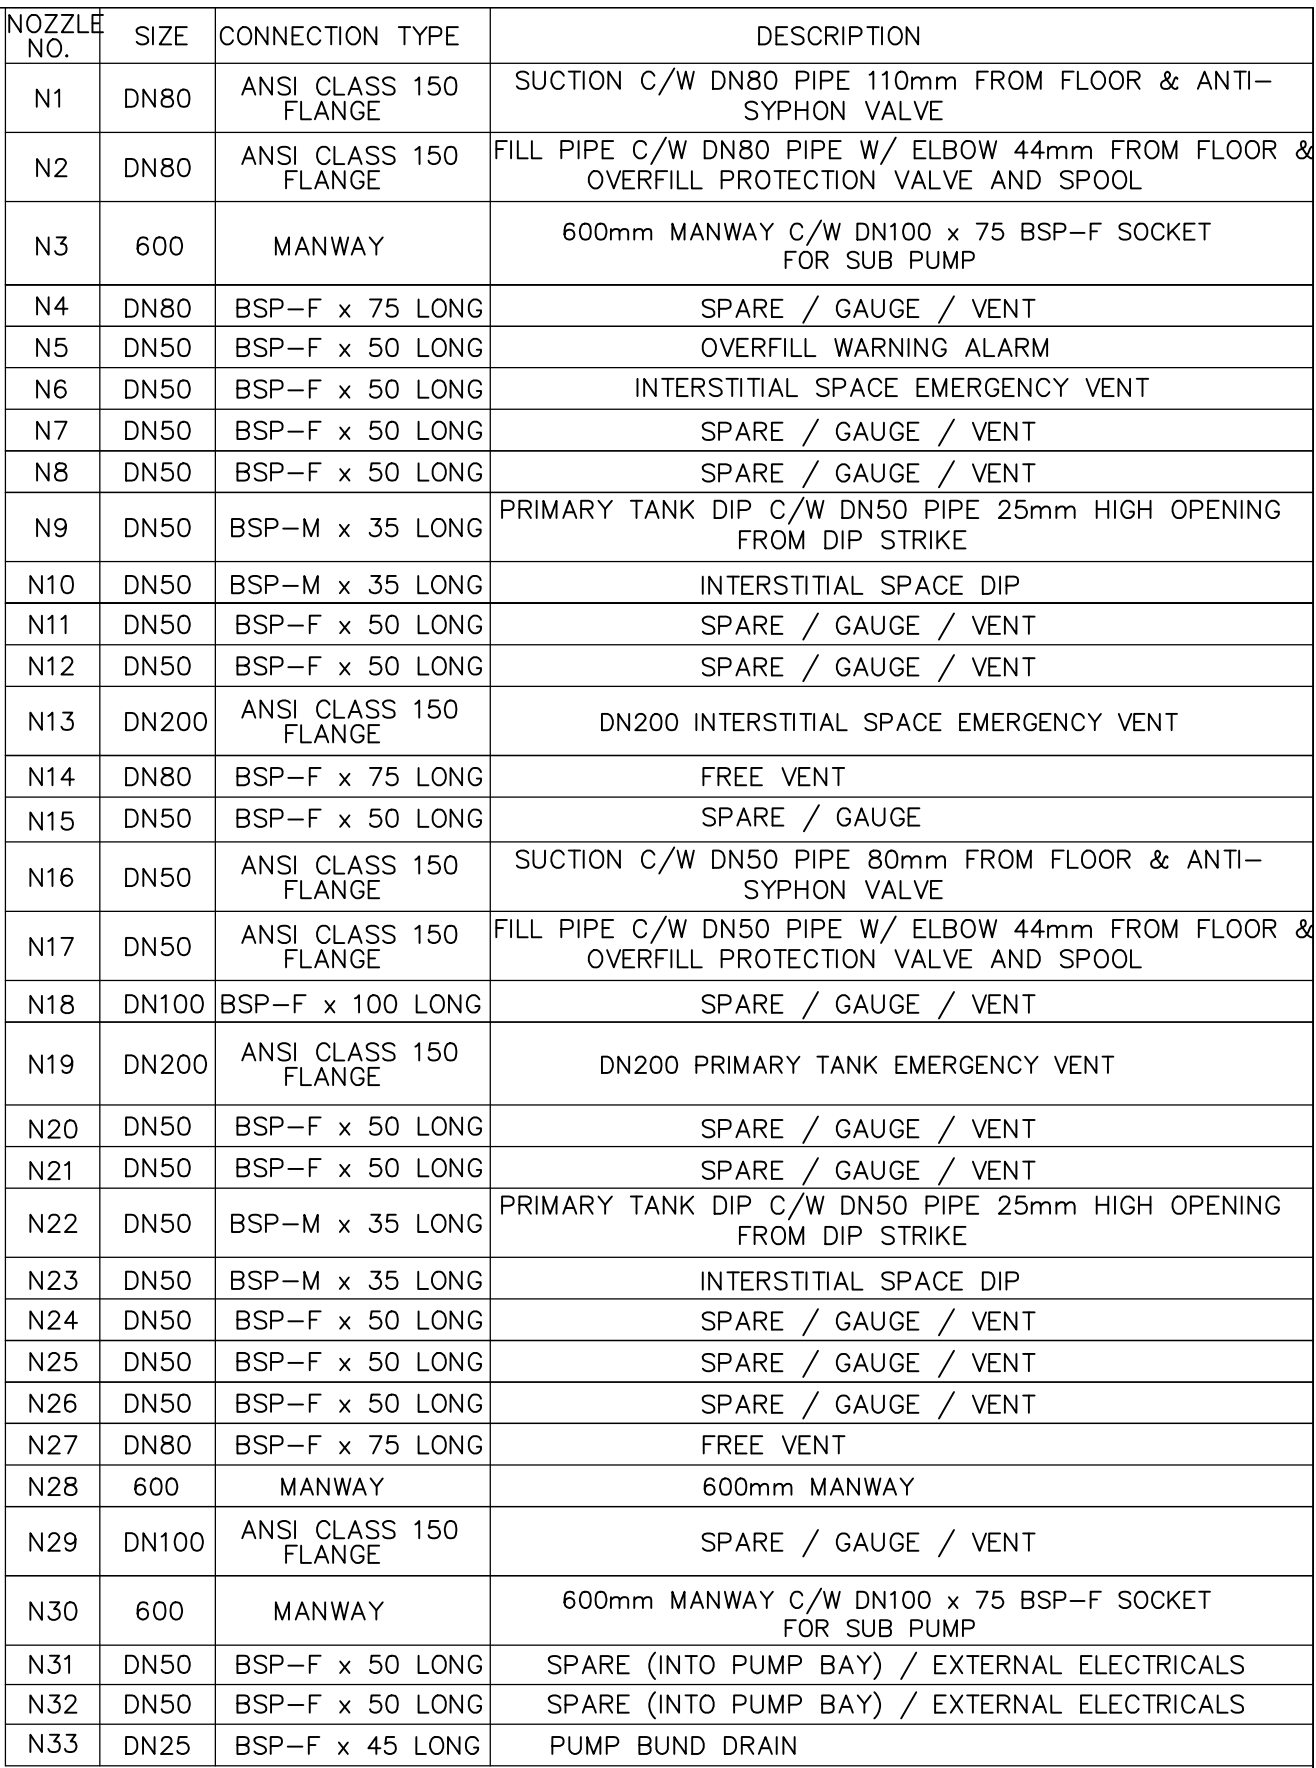 NOZZLE NO. SIZE CONNECTION TYPE DESCRIPTION
N1 DN80 ANSI CLASS 150 FLANGE SUCTION C/W DN80 PIPE 110mm FROM FLOOR & ANTI-
SYPHON VALVE
N2 DN80 ANSI CLASS 150 FLANGE FILL PIPE C/W DN80 PIPE W/ ELBOW 44mm FROM FLOOR &
OVERFILL PROTECTION VALVE AND SPOOL
N3 600 MANWAY 600mm MANWAY C/W DN100 x 75 BSP-F SOCKET
FOR SUB PUMP
N4 DN80 BSP-F x 75 LONG SPARE / GAUGE / VENT
N5 DN50 BSP-F x 50 LONG OVERFILL WARNING ALARM
N6 DN50 BSP-F x 50 LONG INTERSTITIAL SPACE EMERGENCY VENT
N7 DN50 BSP-F x 50 LONG SPARE / GAUGE / VENT
N8 DN50 BSP-F x 50 LONG SPARE / GAUGE / VENT
N9 DN50 BSP-M x 35 LONG PRIMARY TANK DIP C/W DN50 PIPE 25mm HIGH OPENING
FROM DIP STRIKE
N10 DN50 BSP-M x 35 LONG INTERSTITIAL SPACE DIP
N11 DN50 BSP-F x 50 LONG SPARE / GAUGE / VENT
N12 DN50 BSP-F x 50 LONG SPARE / GAUGE / VENT
N13 DN200 ANSI CLASS 150 FLANGE DN200 INTERSTITIAL SPACE EMERGENCY VENT
N14 DN80 BSP-F x 75 LONG FREE VENT
N15 DN50 BSP-F x 50 LONG SPARE / GAUGE
N16 DN50 ANSI CLASS 150 FLANGE SUCTION C/W DN50 PIPE 80mm FROM FLOOR & ANTI-
SYPHON VALVE
N17 DN50 ANSI CLASS 150 FLANGE FILL PIPE C/W DN50 PIPE W/ ELBOW 44mm FROM FLOOR &
OVERFILL PROTECTION VALVE AND SPOOL
N18 DN100 BSP-F x 100 LONG SPARE / GAUGE / VENT
N19 DN200 ANSI CLASS 150 FLANGE DN200 PRIMARY TANK EMERGENCY VENT
N20 DN50 BSP-F x 50 LONG SPARE / GAUGE / VENT
N21 DN50 BSP-F x 50 LONG SPARE / GAUGE / VENT
N22 DN50 BSP-M x 35 LONG PRIMARY TANK DIP C/W DN50 PIPE 25mm HIGH OPENING
FROM DIP STRIKE
N23 DN50 BSP-M x 35 LONG INTERSTITIAL SPACE DIP
N24 DN50 BSP-F x 50 LONG SPARE / GAUGE / VENT
N25 DN50 BSP-F x 50 LONG SPARE / GAUGE / VENT
N26 DN50 BSP-F x 50 LONG SPARE / GAUGE / VENT
N27 DN80 BSP-F x 75 LONG FREE VENT
N28 600 MANWAY 600mm MANWAY
N29 DN100 ANSI CLASS 150 FLANGE SPARE / GAUGE / VENT
N30 600 MANWAY 600mm MANWAY C/W DN100 x 75 BSP-F SOCKET
FOR SUB PUMP
N31 DN50 BSP-F x 50 LONG SPARE (INTO PUMP BAY) / EXTERNAL ELECTRICALS
N32 DN50 BSP-F x 50 LONG SPARE (INTO PUMP BAY) / EXTERNAL ELECTRICALS
N33 DN25 BSP-F x 45 LONG PUMP BUND DRAIN